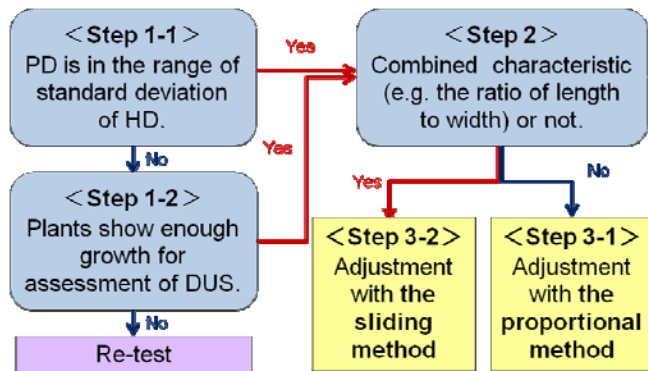 <Step 1-1>
PD is in the range of
standard deviation
of HD.
Yes
No
<Step 1-2>
Plants show enough
growth for
assessment of DUS.
Yes
No
Re-test
<Step 2>
Combined characteristic
(e.g. the ratio of length
to width) or not.
Yes
No
<Step 3-2>
Adjustment
with the
sliding
method
<Step 3-1>
Adjustment
with the
proportional
method